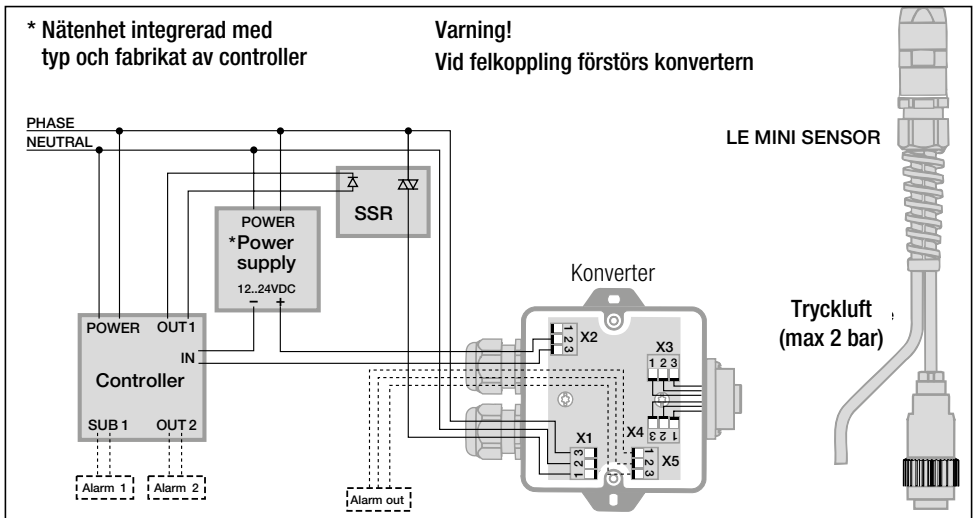 * Nätenhet integrerad med
typ och fabrikat av controller
Varning!
Vid felkoppling förstörs konvertern
PHASE
NEUTRAL
LE MINI SENSOR
SSR
POWER
*Power
supply
12..24VDC
− +
Konverter
Tryckluft
(max 2 bar)
POWER OUT 1
IN
Controller
SUB 1 OUT 2
Alarm 1
Alarm 2
Alarm out
1
2
3
X2
X3
1 2 3
X4
3 2 1
X1
3
2
1
X5
1
2
3